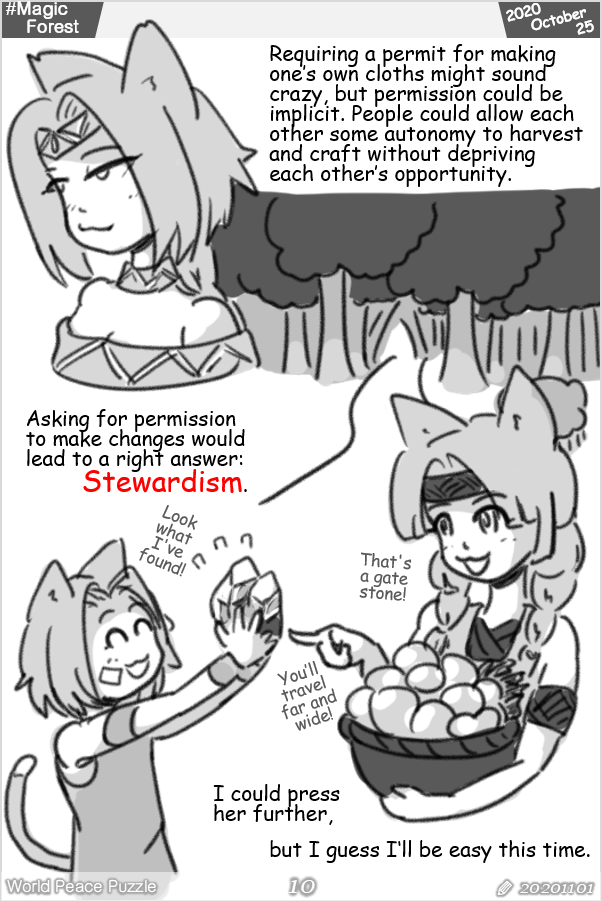 #Magic
Forest
2020
October
25
Requiring a permit for making
one's own cloths might sound
crazy, but permission could be
implicit. People could allow each
other some autonomy to harvest
and craft without depriving
each other's opportunity.
Asking for permission
to make changes would
lead to a right answer:
Stewardism.
Look
what
I've
found!
That's
a gate
stone!
You'll
travel
far and
wide!
I could press
her further,
but I guess I'll be easy this time.
World Peace Puzzle
10
20201101